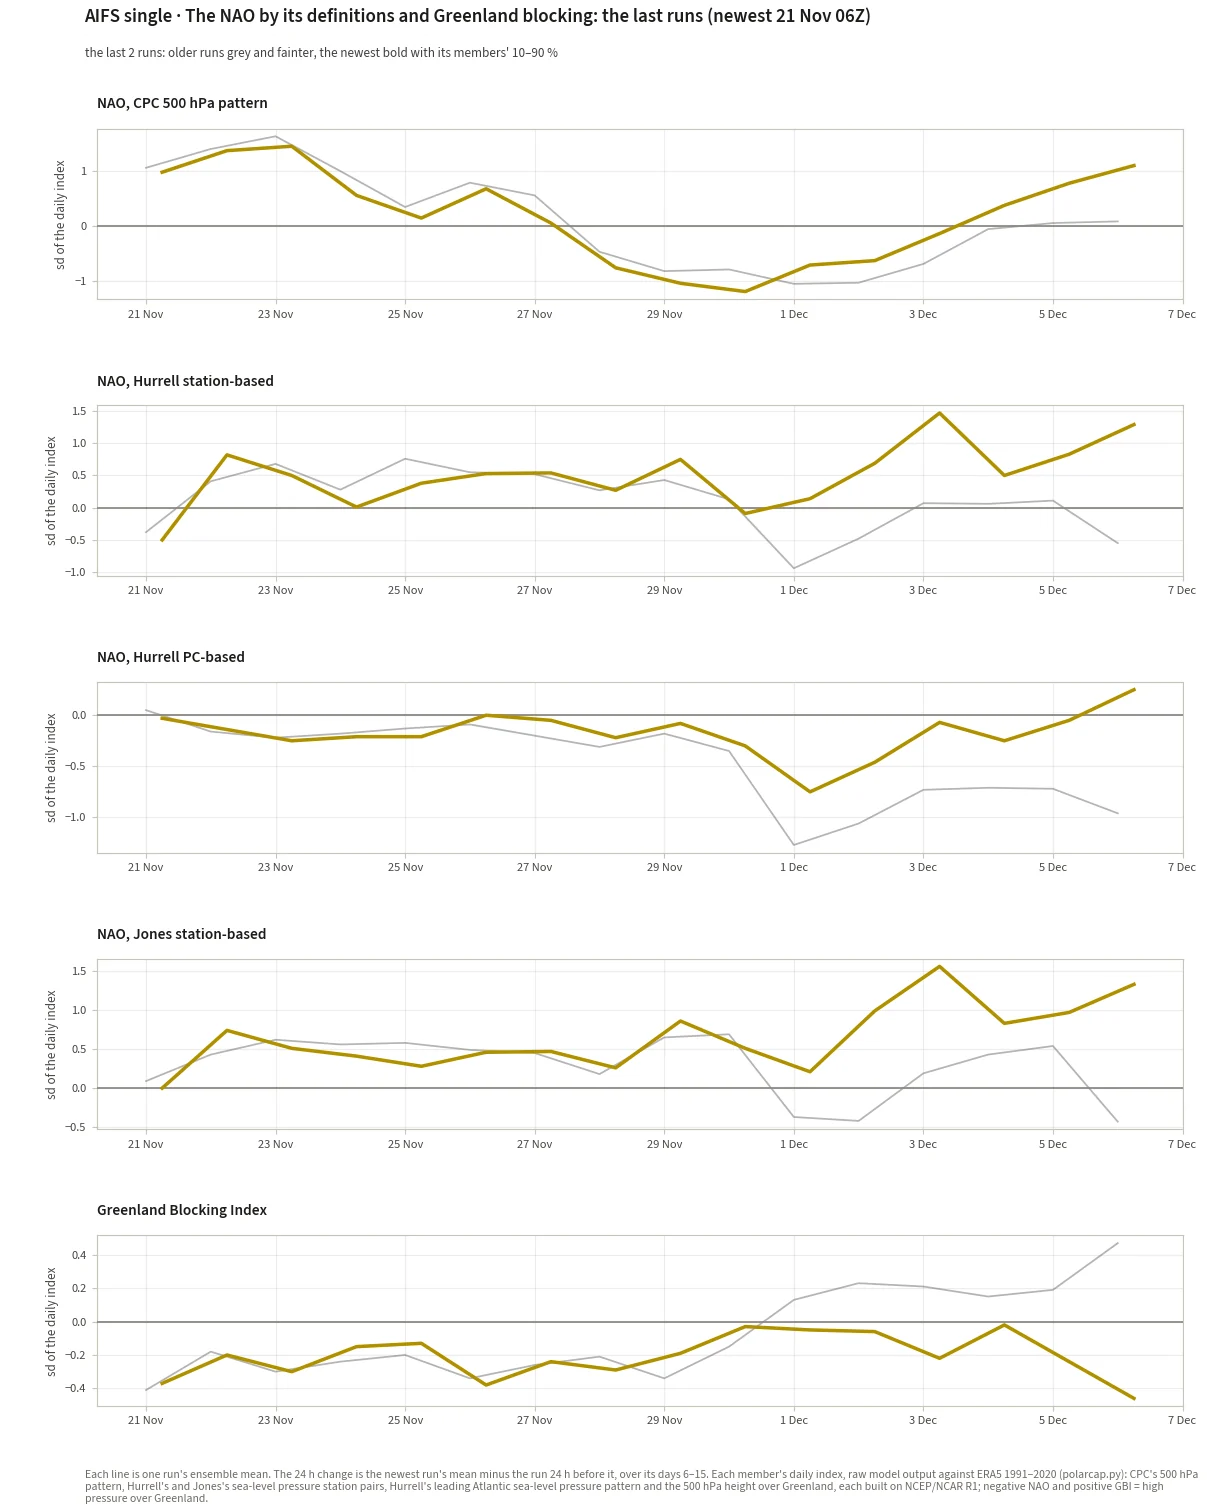 AIFS single · The NAO by its definitions and Greenland blocking: the last runs (newest 21 Nov 06Z)
the last 2 runs: older runs grey and fainter, the newest bold with its members' 10–90 %
NAO, CPC 500 hPa pattern
sd of the daily index
1
0
−1
21 Nov 23 Nov 25 Nov 27 Nov 29 Nov 1 Dec 3 Dec 5 Dec 7 Dec
NAO, Hurrell station-based
sd of the daily index
1.5
1.0
0.5
0.0
−0.5
−1.0
21 Nov 23 Nov 25 Nov 27 Nov 29 Nov 1 Dec 3 Dec 5 Dec 7 Dec
NAO, Hurrell PC-based
sd of the daily index
0.0
−0.5
−1.0
21 Nov 23 Nov 25 Nov 27 Nov 29 Nov 1 Dec 3 Dec 5 Dec 7 Dec
NAO, Jones station-based
sd of the daily index
1.5
1.0
0.5
0.0
−0.5
21 Nov 23 Nov 25 Nov 27 Nov 29 Nov 1 Dec 3 Dec 5 Dec 7 Dec
Greenland Blocking Index
sd of the daily index
0.4
0.2
0.0
−0.2
−0.4
21 Nov 23 Nov 25 Nov 27 Nov 29 Nov 1 Dec 3 Dec 5 Dec 7 Dec
Each line is one run's ensemble mean. The 24 h change is the newest run's mean minus the run 24 h before it, over its days 6–15. Each member's daily index, raw model output against ERA5 1991–2020 (polarcap.py): CPC's 500 hPa
pattern, Hurrell's and Jones's sea-level pressure station pairs, Hurrell's leading Atlantic sea-level pressure pattern and the 500 hPa height over Greenland, each built on NCEP/NCAR R1; negative NAO and positive GBI = high
pressure over Greenland.